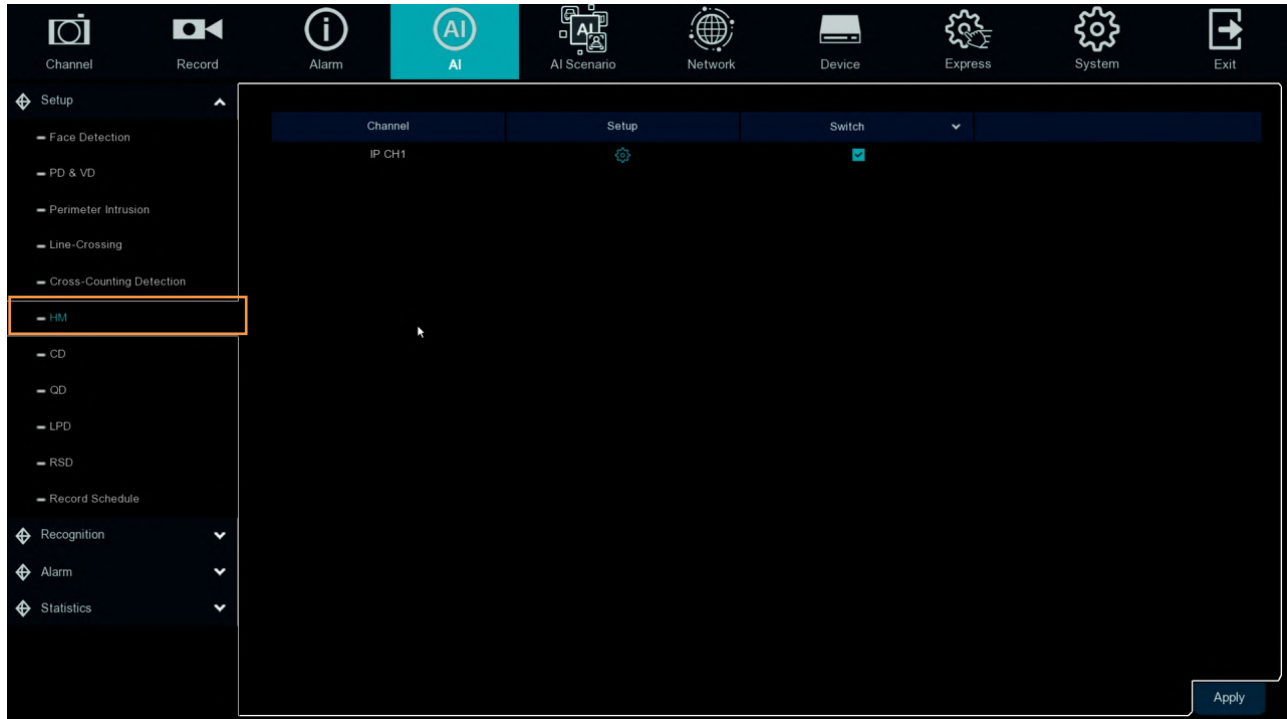 Channel Record Alarm AI AI Scenario Network Device Express System Exit
Setup
Face Detection
PD & VD
Perimeter Intrusion
Line-Crossing
Cross-Counting Detection
HM
CD
QD
LPD
RSD
Record Schedule
Recognition
Alarm
Statistics
Channel Setup Switch
IP CH1
Apply